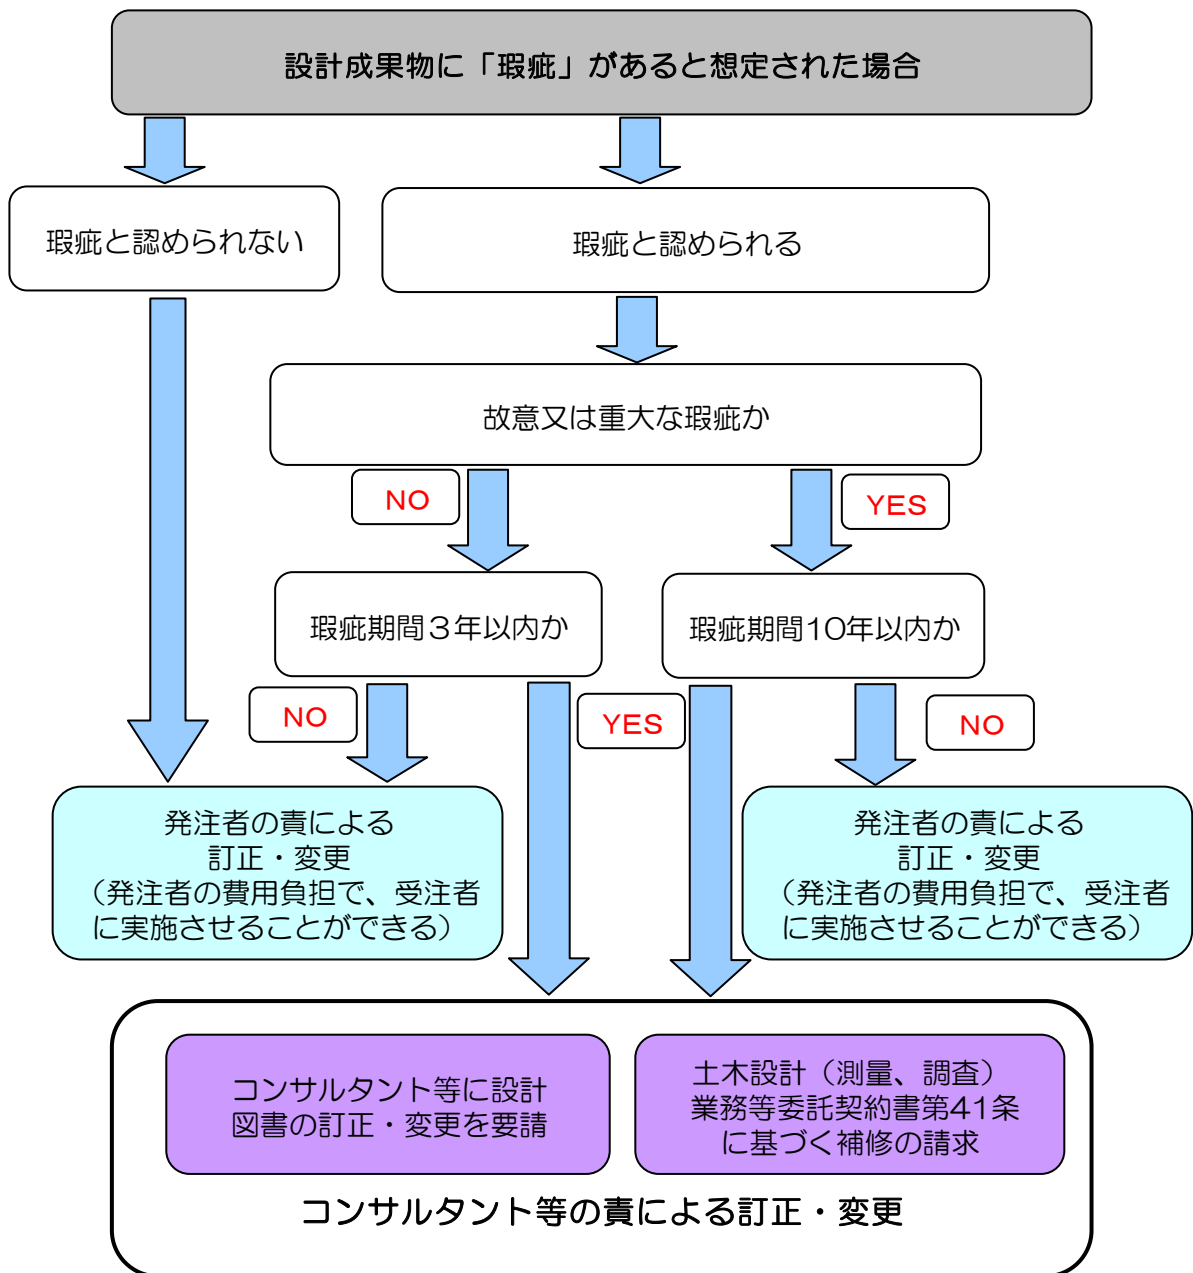 設計成果物に「瑕疵」があると想定された場合
瑕疵と認められない
瑕疵と認められる
故意又は重大な瑕疵か
NO
YES
瑕疵期間３年以内か
瑕疵期間10年以内か
NO
YES
NO
発注者の責による
訂正・変更
（発注者の費用負担で、受注者
に実施させることができる）
発注者の責による
訂正・変更
（発注者の費用負担で、受注者
に実施させることができる）
コンサルタント等に設計
図書の訂正・変更を要請
土木設計（測量、調査）
業務等委託契約書第41条
に基づく補修の請求
コンサルタント等の責による訂正・変更